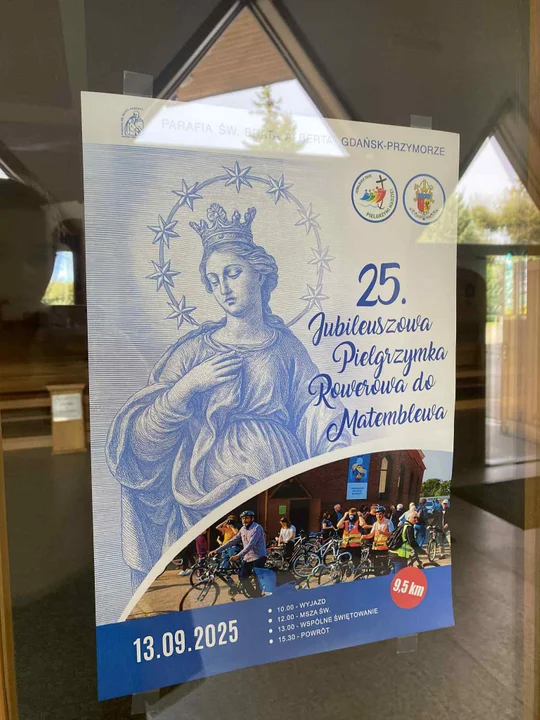 PARAFIA ŚW. BRATA ALBERTA GDAŃSK-PRZYMORZE
25.
Jubileuszowa
Pielgrzymka
Rowerowa do
Matemblewa
9,5 km
13.09.2025
10.00 - WYJAZD
12.00 - MSZA ŚW.
13.00 - WSPÓLNE ŚWIĘTOWANIE
15.30 - POWRÓT